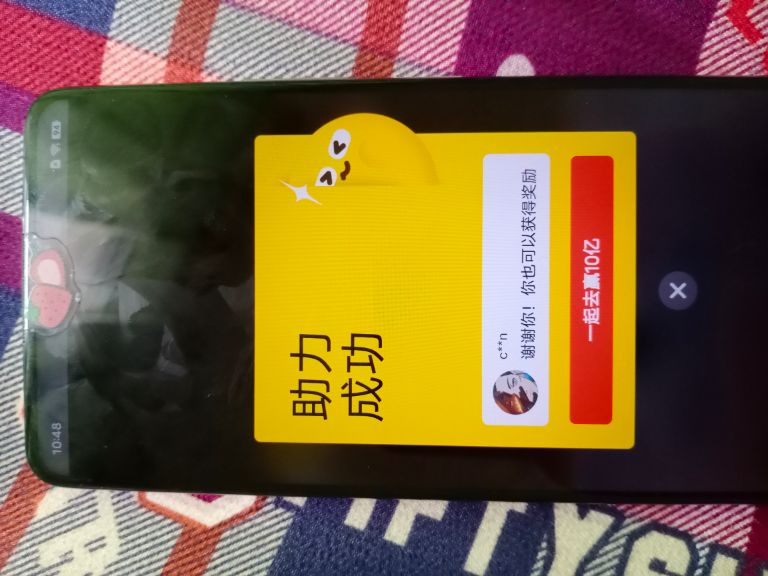 10:48
助力
成功
c**n
谢谢你！你也可以获得奖励
一起去赢10亿